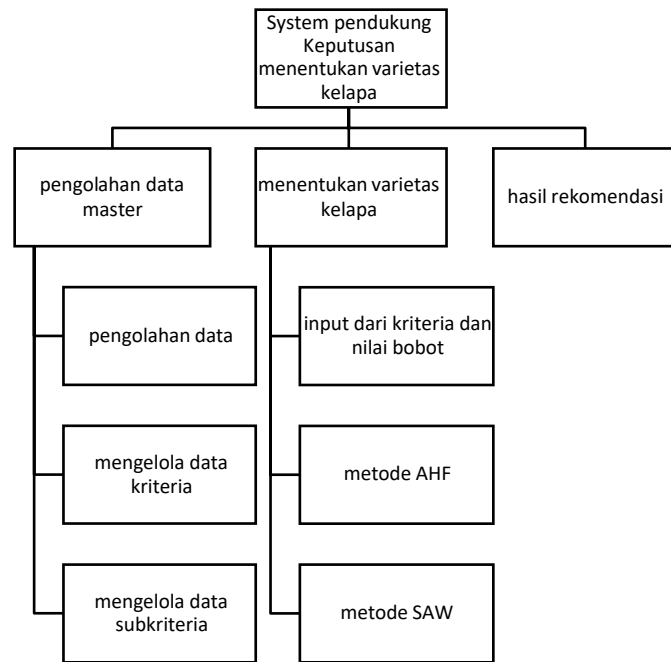 System pendukung
Keputusan
menentukan varietas
kelapa
pengolahan data
master
menentukan varietas
kelapa
hasil rekomendasi
pengolahan data
input dari kriteria dan
nilai bobot
mengelola data
kriteria
metode AHF
mengelola data
subkriteria
metode SAW